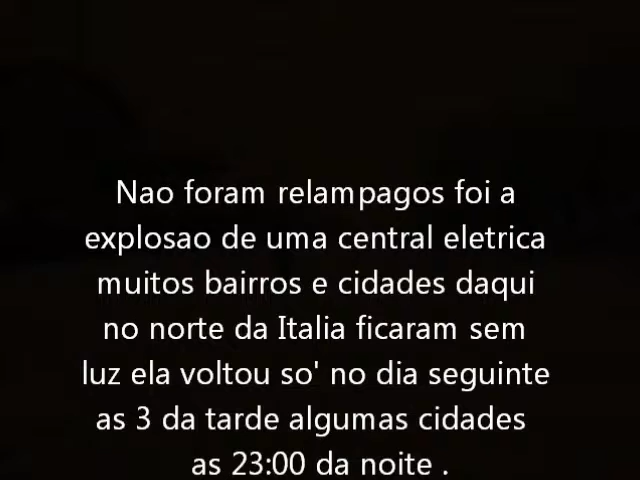 Nao foram relampagos foi a
explosao de uma central eletrica
muitos bairros e cidades daqui
no norte da Italia ficaram sem
luz ela voltou so' no dia seguinte
as 3 da tarde algumas cidades
as 23:00 da noite .